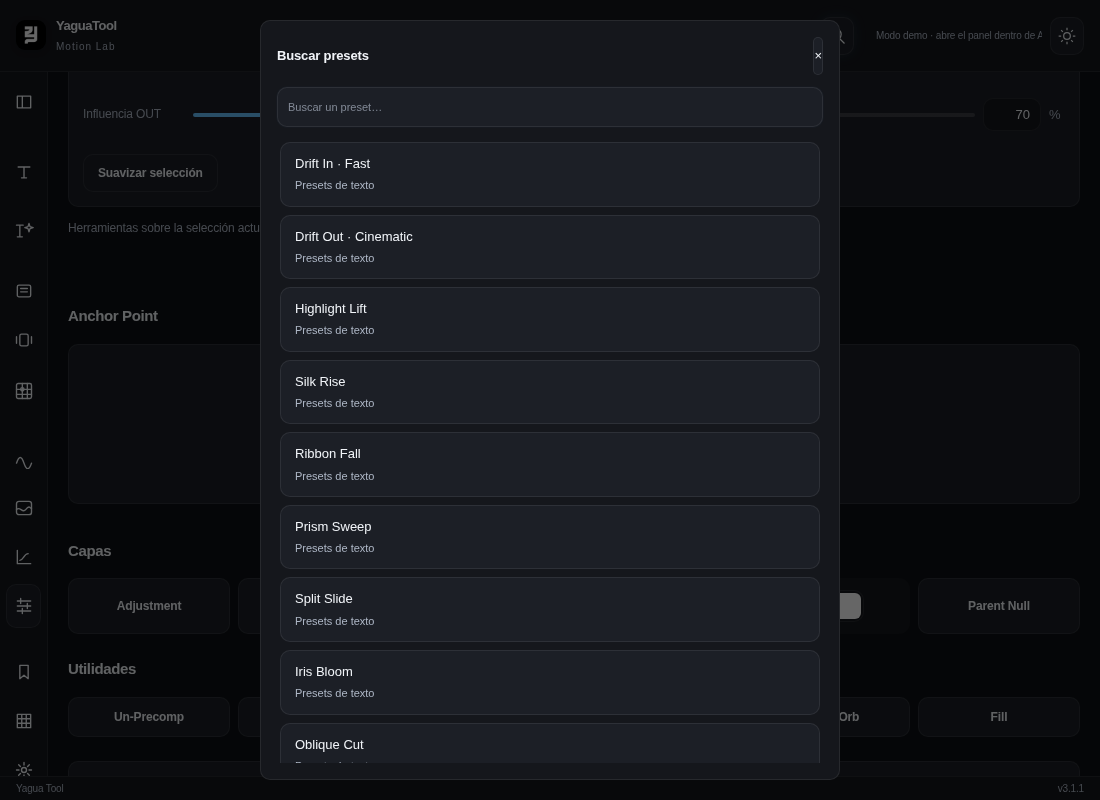 YaguaTool
Motion Lab
Modo demo · abre el panel dentro de
Influencia OUT
70
%
Suavizar selección
Herramientas sobre la selección actu
Anchor Point
Capas
Adjustment
Parent Null
Utilidades
Un-Precomp
Orb
Fill
Buscar presets
×
Buscar un preset…
Drift In · Fast
Presets de texto
Drift Out · Cinematic
Presets de texto
Highlight Lift
Presets de texto
Silk Rise
Presets de texto
Ribbon Fall
Presets de texto
Prism Sweep
Presets de texto
Split Slide
Presets de texto
Iris Bloom
Presets de texto
Oblique Cut
Yagua Tool
v3.1.1